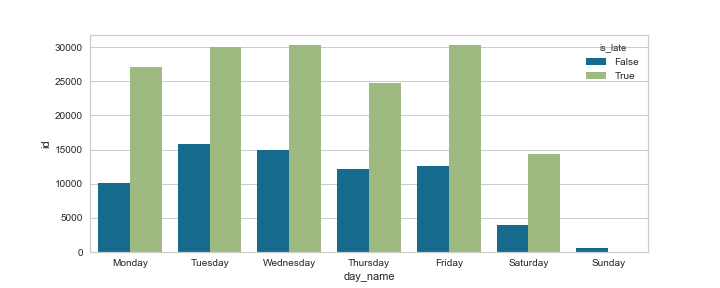 30000
25000
20000
15000
10000
5000
0
id
is_late
False
True
Monday Tuesday Wednesday Thursday Friday Saturday Sunday
day_name